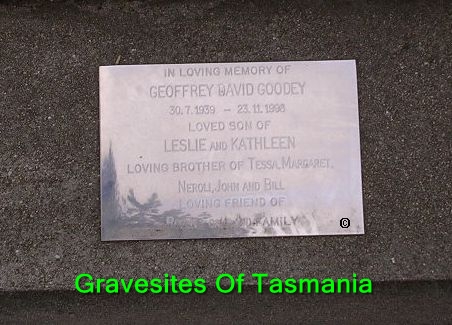 IN LOVING MEMORY OF
GEOFFREY DAVID GOODEY
30.7.1939 – 23.11.1998
LOVED SON OF
LESLIE AND KATHLEEN
LOVING BROTHER OF TESSA, MARGARET,
NEROLI, JOHN AND BILL
LOVING FRIEND OF
FAMILY
©
Gravesites Of Tasmania